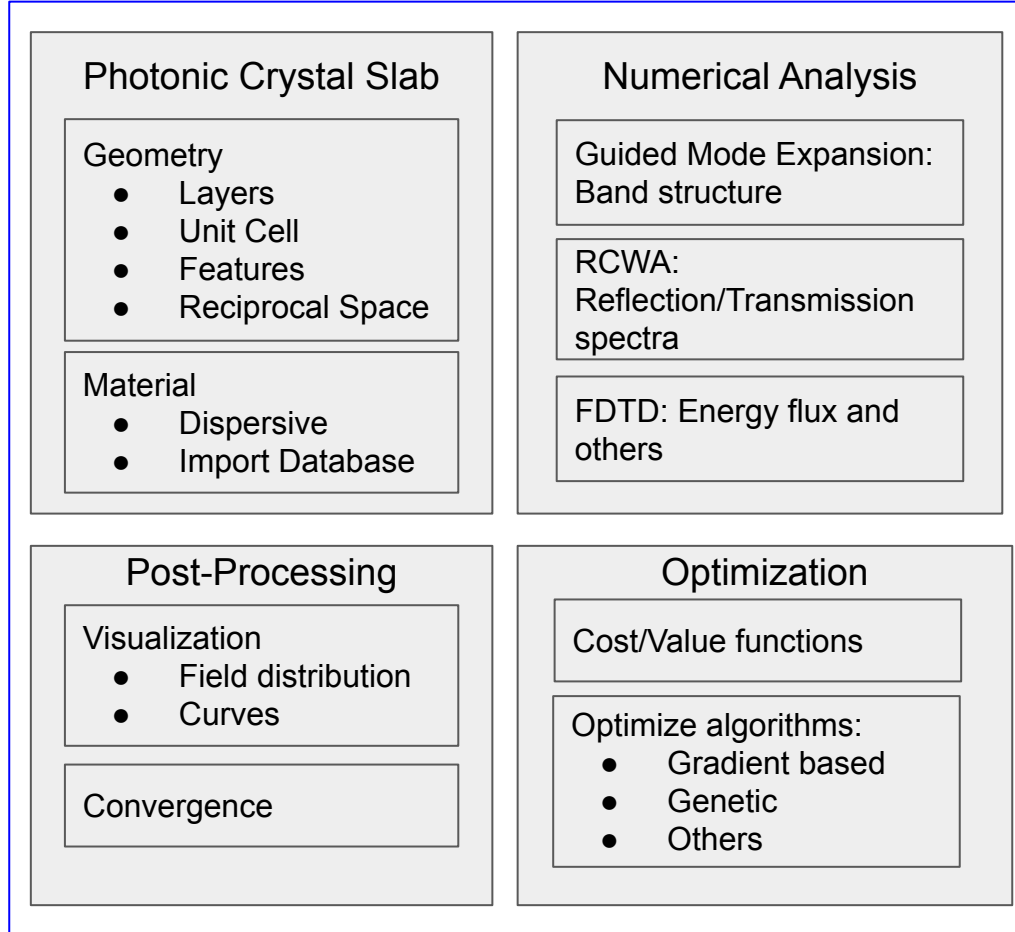 Photonic Crystal Slab
Geometry
● Layers
● Unit Cell
● Features
● Reciprocal Space
Material
● Dispersive
● Import Database
Numerical Analysis
Guided Mode Expansion:
Band structure
RCWA:
Reflection/Transmission
spectra
FDTD: Energy flux and
others
Post-Processing
Visualization
● Field distribution
● Curves
Convergence
Optimization
Cost/Value functions
Optimize algorithms:
● Gradient based
● Genetic
● Others